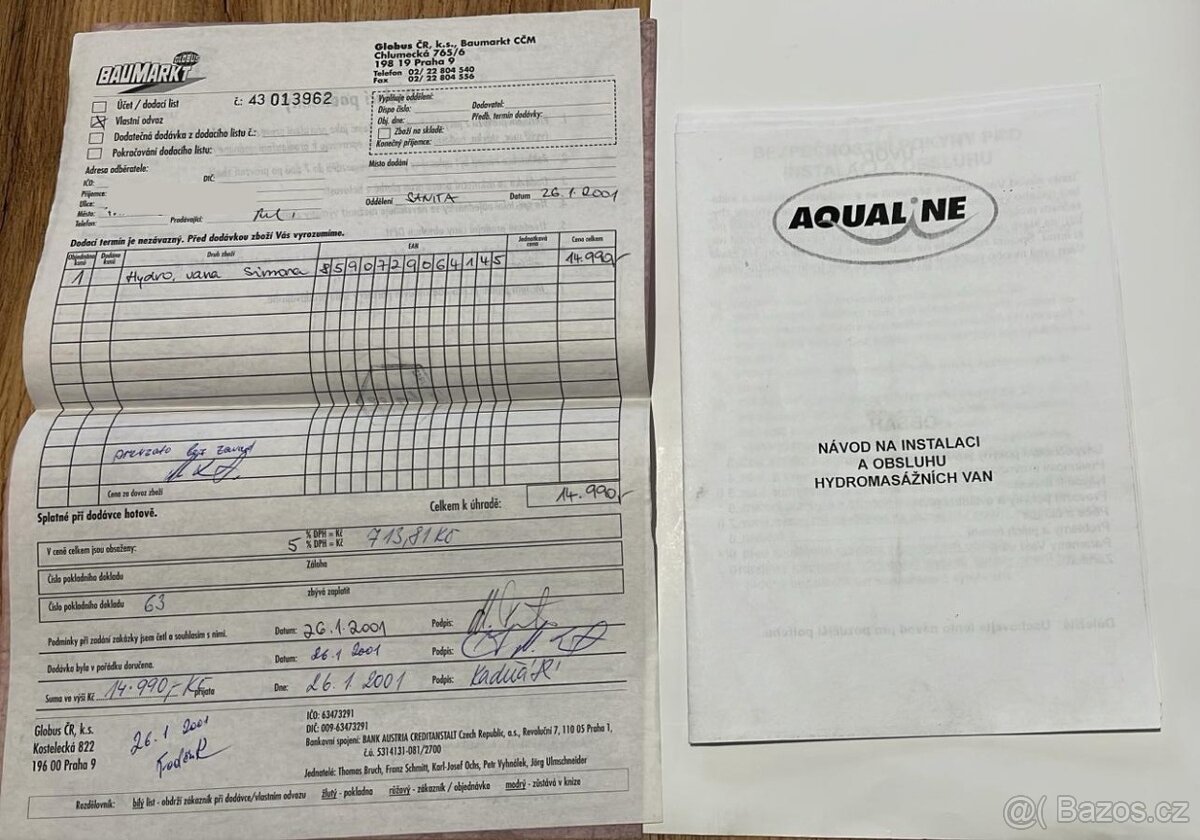 BAUMARKT
GLOBUS
Globus ČR, k.s., Baumarkt CČM
Chlumecká 765/6
198 19 Praha 9
Telefon 02/ 22 804 540
Fax 02/ 22 804 556
Účet / dodací list
č.: 43 013962
Vlastní odvoz
Dodatečná dodávka z dodacího listu č.:
Pokračování dodacího listu:
Vyplňuje oddělení:
Dispo číslo:
Dodavatel:
Obj. dne:
Předb. termín dodávky:
Zboží na skladě:
Konečný příjemce:
Adresa odběratele:
Místo dodání
IČO:
DIČ:
Příjemce:
Ulice:
Město:
Telefon:
Prodávající:
Oddělení SANITA
Datum 26.1.2001
Dodací termín je nezávazný. Před dodávkou zboží Vás vyrozumíme.
Objednáno kusů
Dodáno kusů
Druh zboží
EAN
Jednotková cena
Cena celkem
1 Hydro, vana Simona 8590729064145 14.990,-
převzato bez závad
Cena za dovoz zboží
Splatné při dodávce hotově.
Celkem k úhradě: 14.990,-
V ceně celkem jsou obsaženy:
% DPH = Kč
5 % DPH = Kč 713,81 Kč
Číslo pokladního dokladu
Záloha
Číslo pokladního dokladu 63
zbývá zaplatit
Podmínky při zadání zakázky jsem četl a souhlasím s nimi.
Datum: 26.1.2001
Podpis:
Dodávka byla v pořádku doručena.
Datum: 26.1 2001
Podpis:
Suma ve výši Kč 14.990,- Kč přijata
Dne: 26.1 2001
Podpis:
Globus ČR, k.s.
Kostelecká 822
196 00 Praha 9
26.1 2001
IČO: 63473291
DIČ: 009-63473291
Bankovní spojení: BANK AUSTRIA CREDITANSTALT Czech Republic, a.s., Revoluční 7, 110 05 Praha 1,
č.ú. 5314131-081/2700
Jednatelé: Thomas Bruch, Franz Schmitt, Karl-Josef Ochs, Petr Vyhnálek, Jörg Ulmschneider
Rozdělovník: bílý list - obdrží zákazník při dodávce/vlastním odvozu žlutý - pokladna růžový - zákazník / objednávka modrý - zůstává v knize
AQUALINE
NÁVOD NA INSTALACI
A OBSLUHU
HYDROMASÁŽNÍCH VAN
@( Bazos.cz